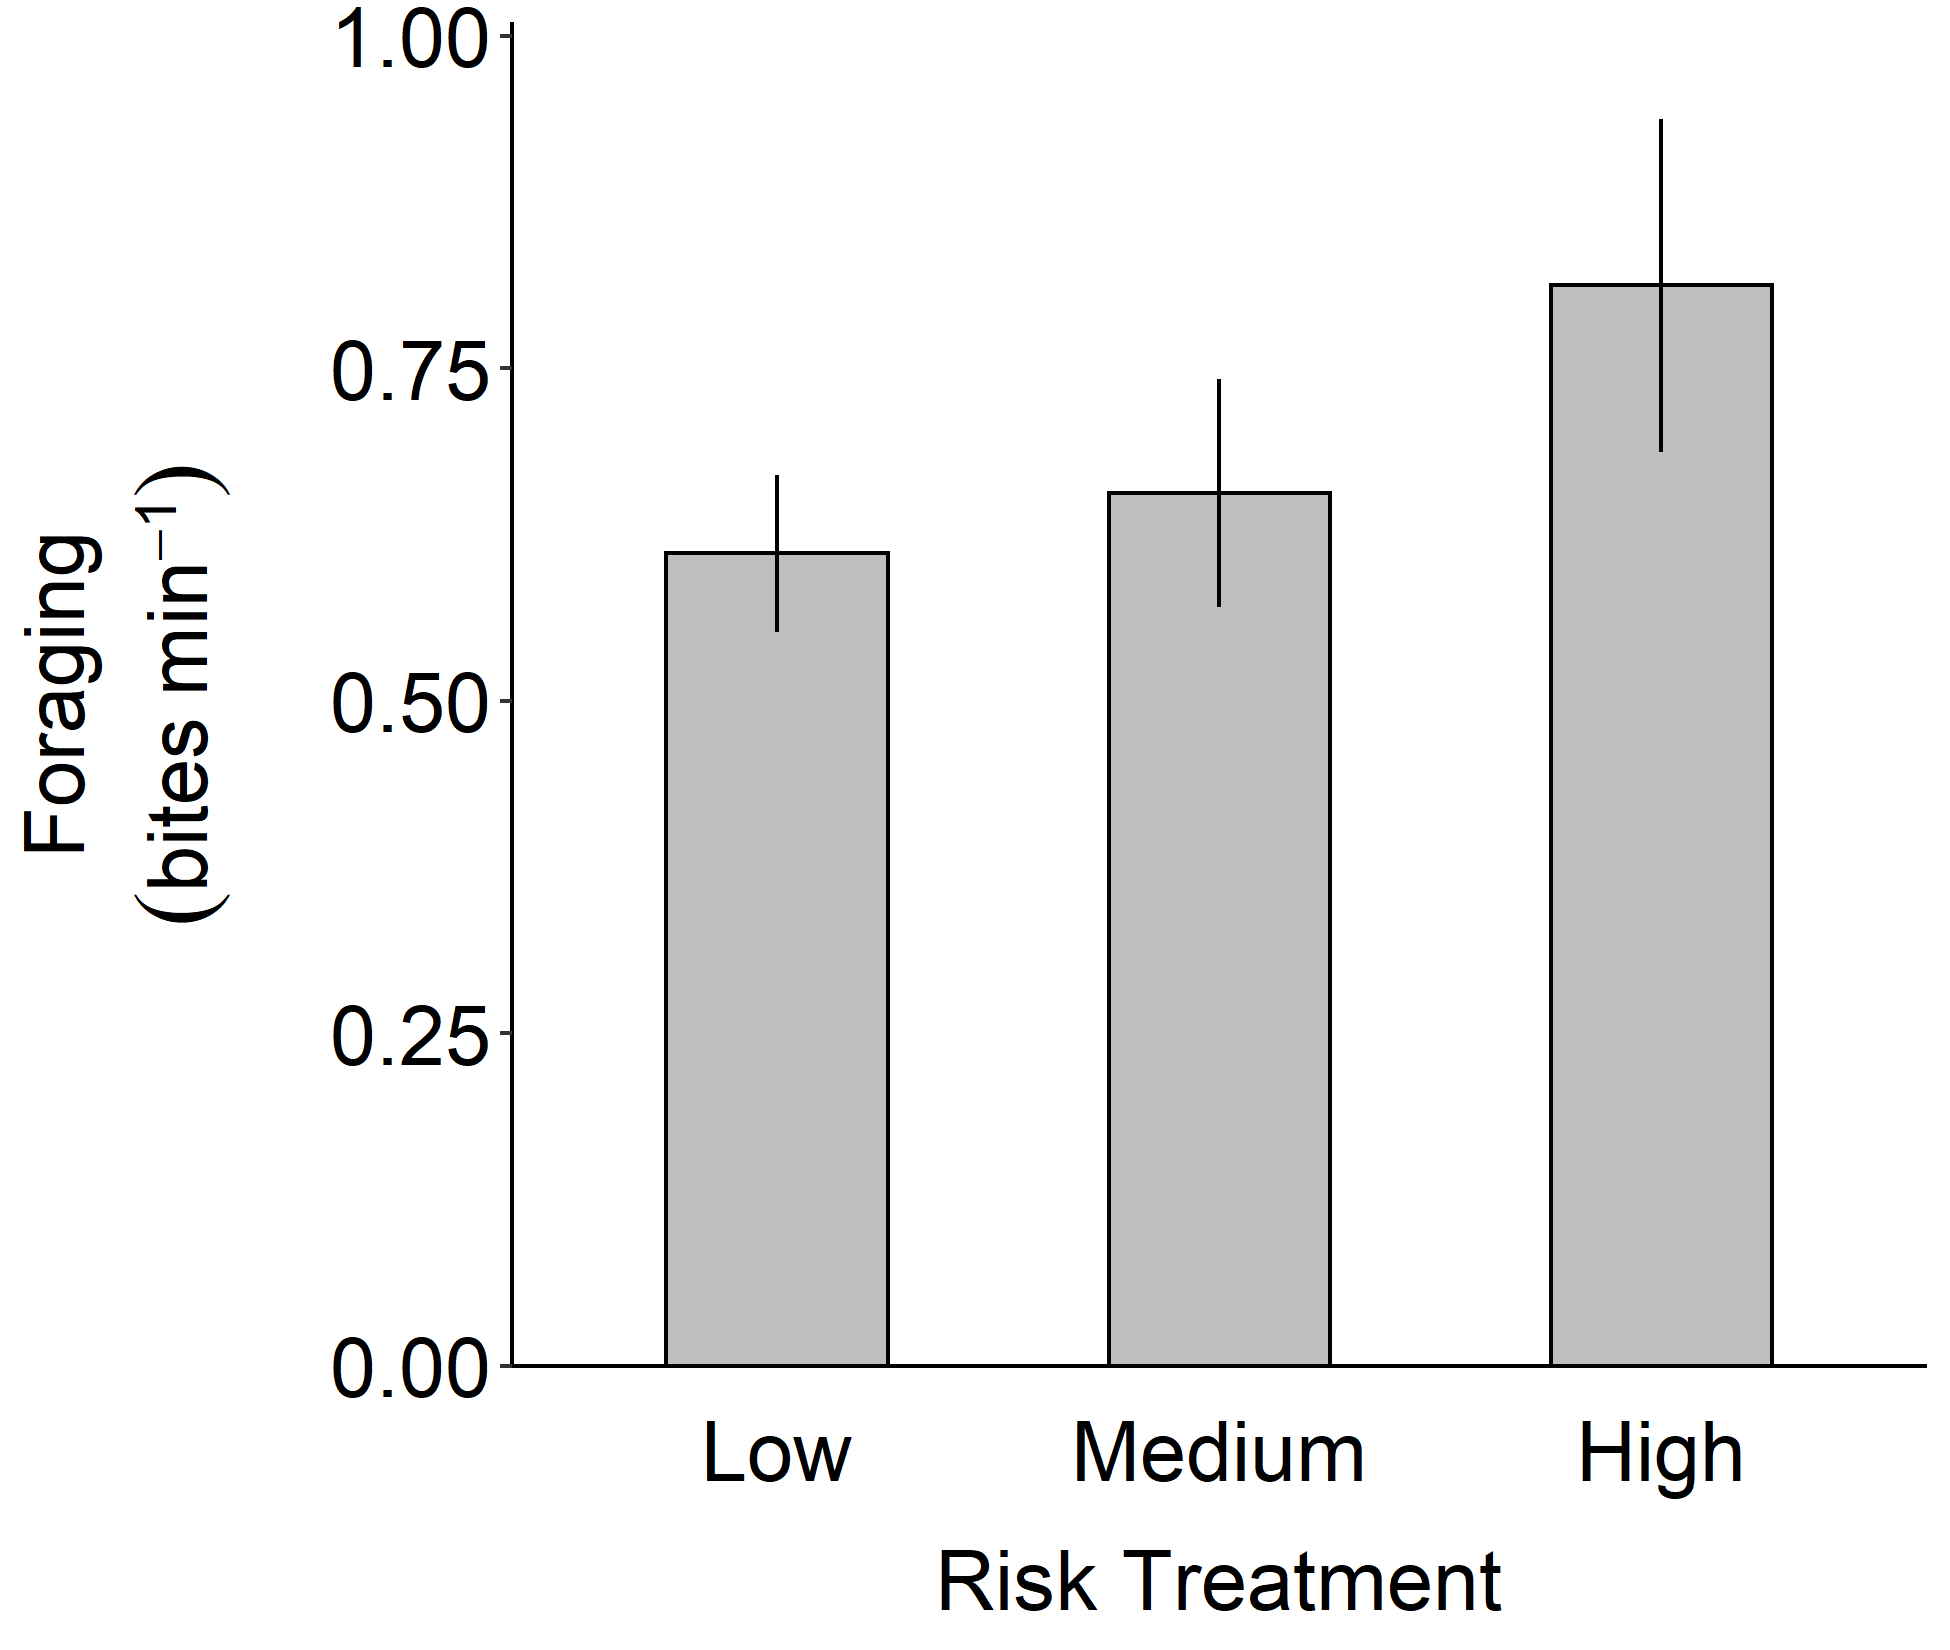 Foraging
(bites min⁻¹)
1.00
0.75
0.50
0.25
0.00
Low Medium High
Risk Treatment